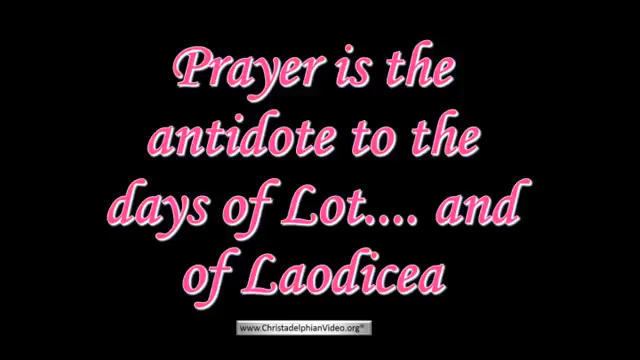 Prayer is the
antidote to the
days of Lot.... and
of Laodicea
www.ChristadelphianVideo.org®